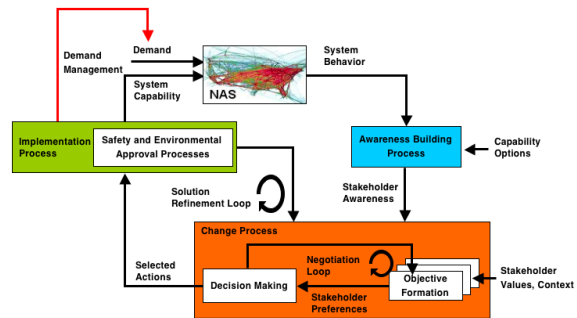 Demand
Demand
Management
System
Capability
NAS
System
Behavior
Implementation
Process
Safety and Environmental
Approval Processes
Awareness Building
Process
Capability
Options
Solution
Refinement Loop
Stakeholder
Awareness
Change Process
Selected
Actions
Negotiation
Loop
Decision Making
Objective
Formation
Stakeholder
Preferences
Stakeholder
Values, Context